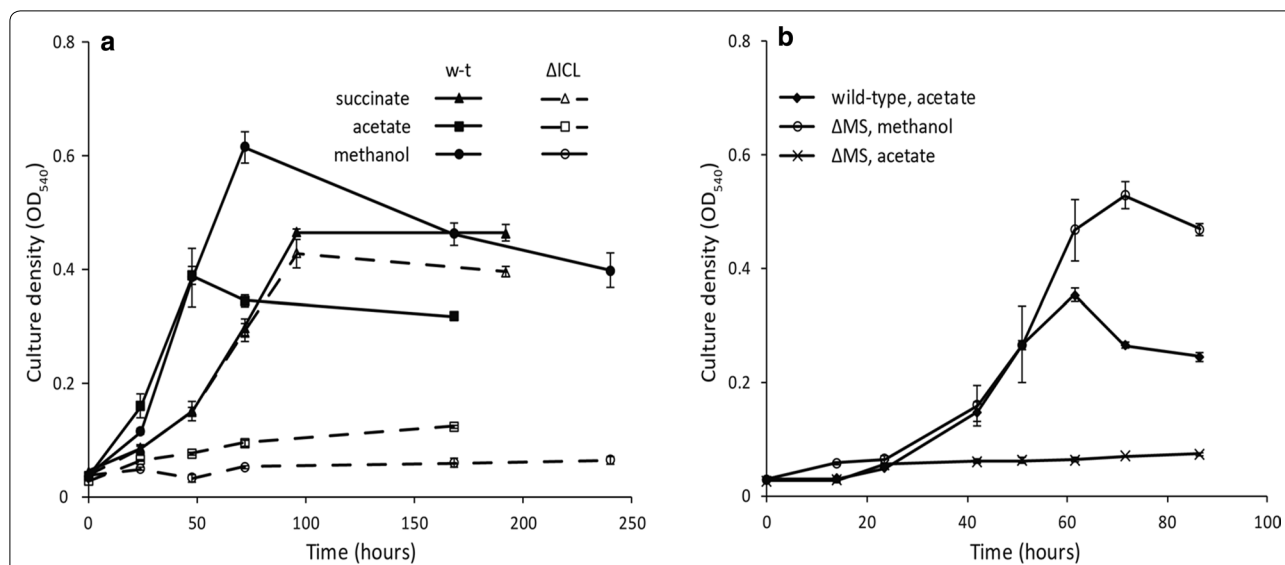 a
w-t ΔICL
succinate
acetate
methanol
Culture density (OD540)
0.8
0.6
0.4
0.2
0
0 50 100 150 200 250
Time (hours)
b
wild-type, acetate
ΔMS, methanol
ΔMS, acetate
Culture density (OD540)
0.8
0.6
0.4
0.2
0
0 20 40 60 80 100
Time (hours)